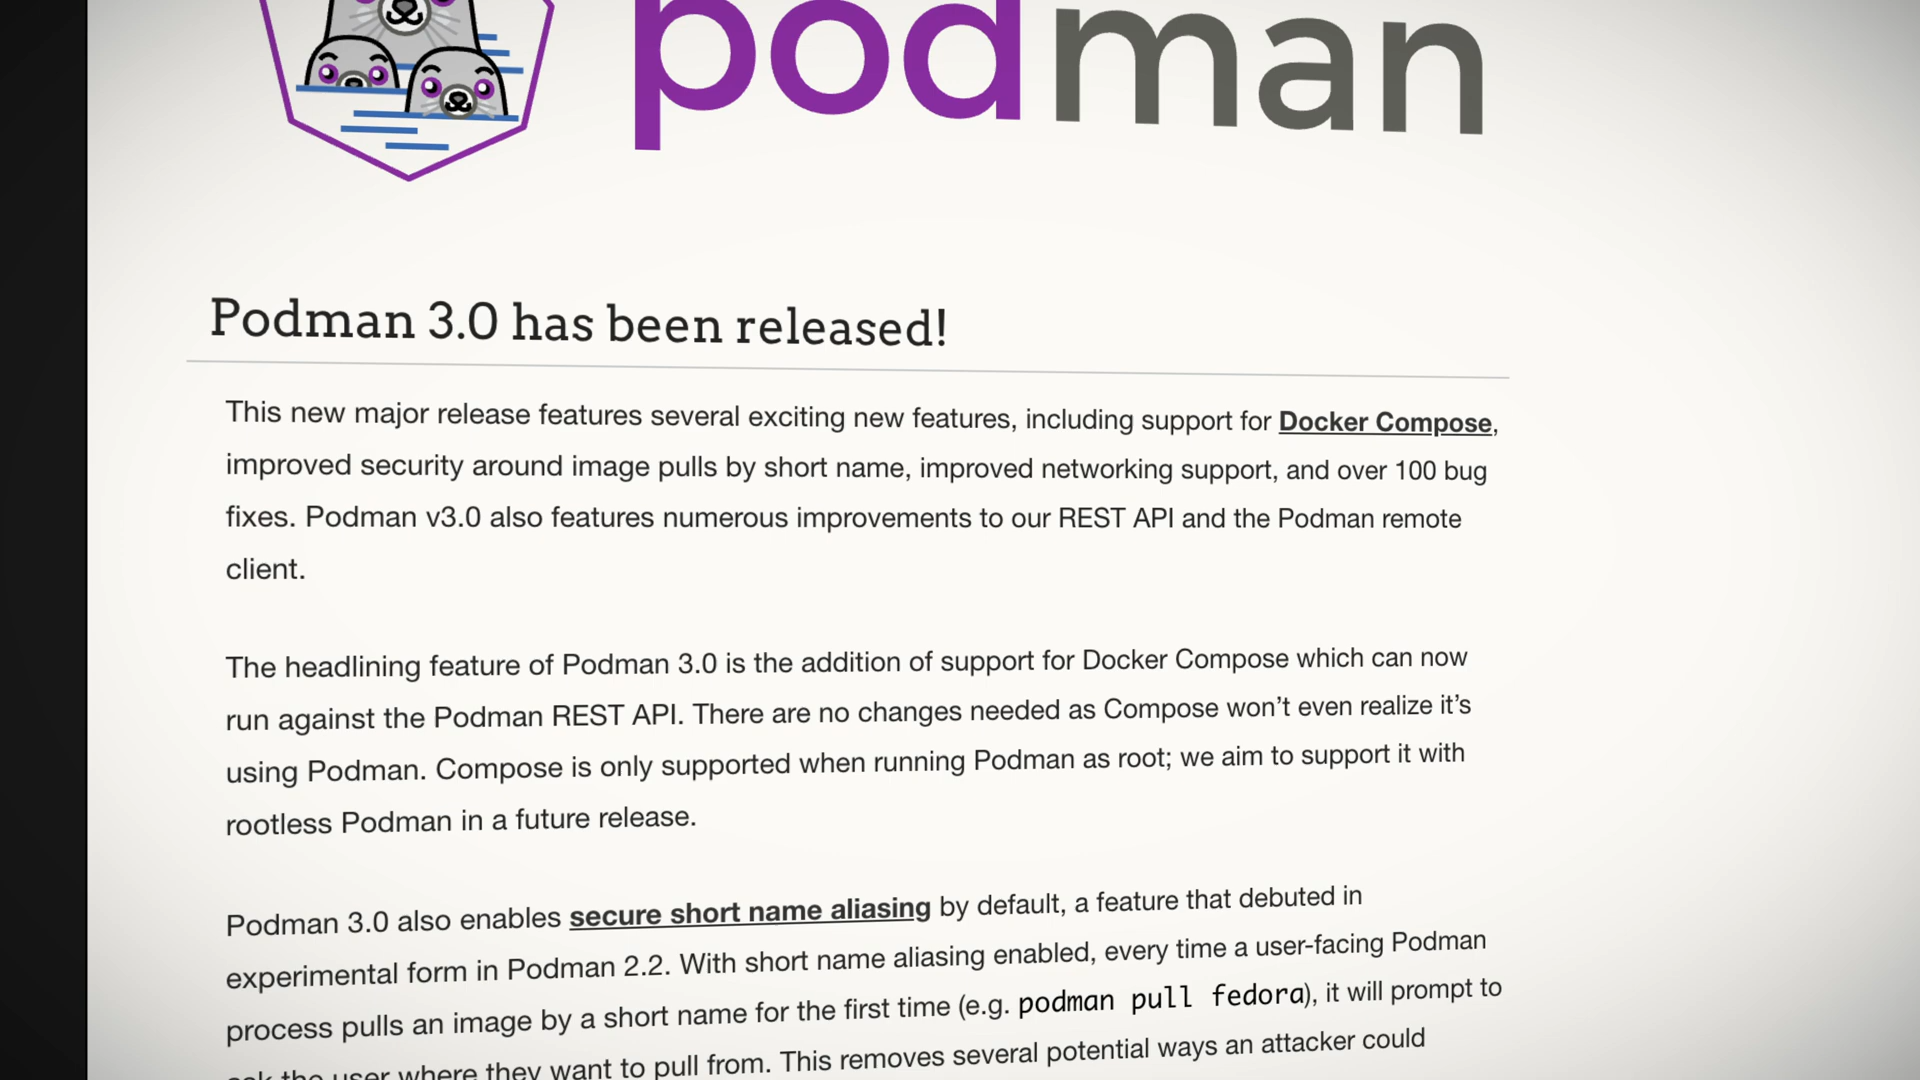 podman
Podman 3.0 has been released!
This new major release features several exciting new features, including support for Docker Compose,
improved security around image pulls by short name, improved networking support, and over 100 bug
fixes. Podman v3.0 also features numerous improvements to our REST API and the Podman remote
client.
The headlining feature of Podman 3.0 is the addition of support for Docker Compose which can now
run against the Podman REST API. There are no changes needed as Compose won’t even realize it’s
using Podman. Compose is only supported when running Podman as root; we aim to support it with
rootless Podman in a future release.
Podman 3.0 also enables secure short name aliasing by default, a feature that debuted in
experimental form in Podman 2.2. With short name aliasing enabled, every time a user-facing Podman
process pulls an image by a short name for the first time (e.g. podman pull fedora), it will prompt to
ask the user where they want to pull from. This removes several potential ways an attacker could